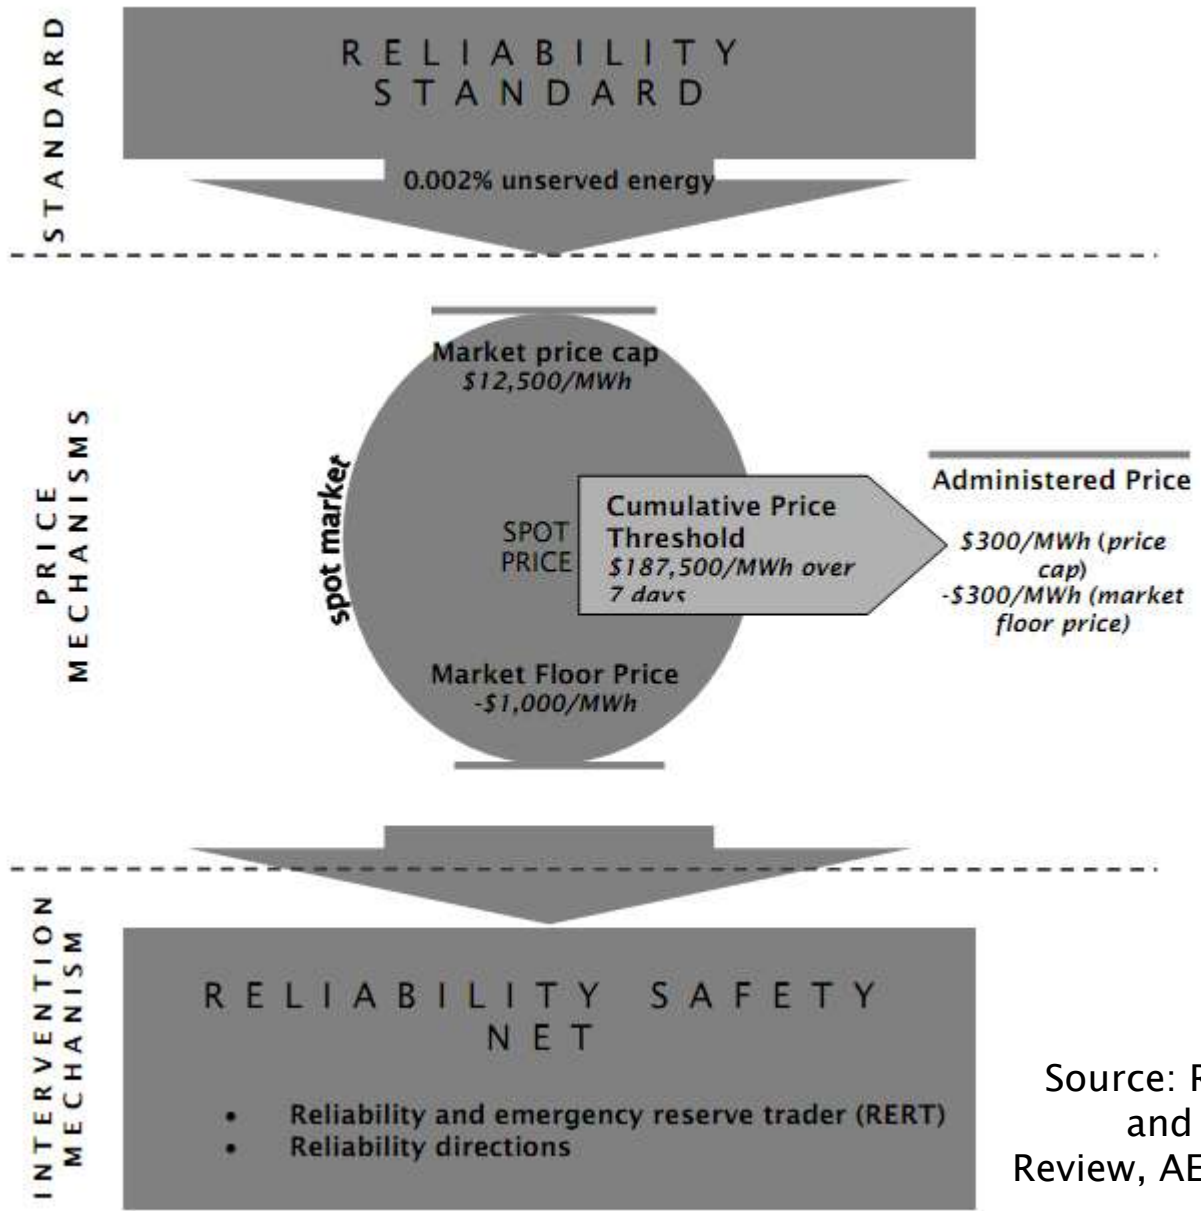 STANDARD
RELIABILITY
STANDARD
0.002% unserved energy
PRICE
MECHANISMS
spot market
Market price cap
$12,500/MWh
SPOT
PRICE
Cumulative Price
Threshold
$187,500/MWh over
7 days
Administered Price
$300/MWh (price
cap)
-$300/MWh (market
floor price)
Market Floor Price
-$1,000/MWh
INTERVENTION
MECHANISM
RELIABILITY SAFETY
NET
• Reliability and emergency reserve trader (RERT)
• Reliability directions
Source:
and
Review,